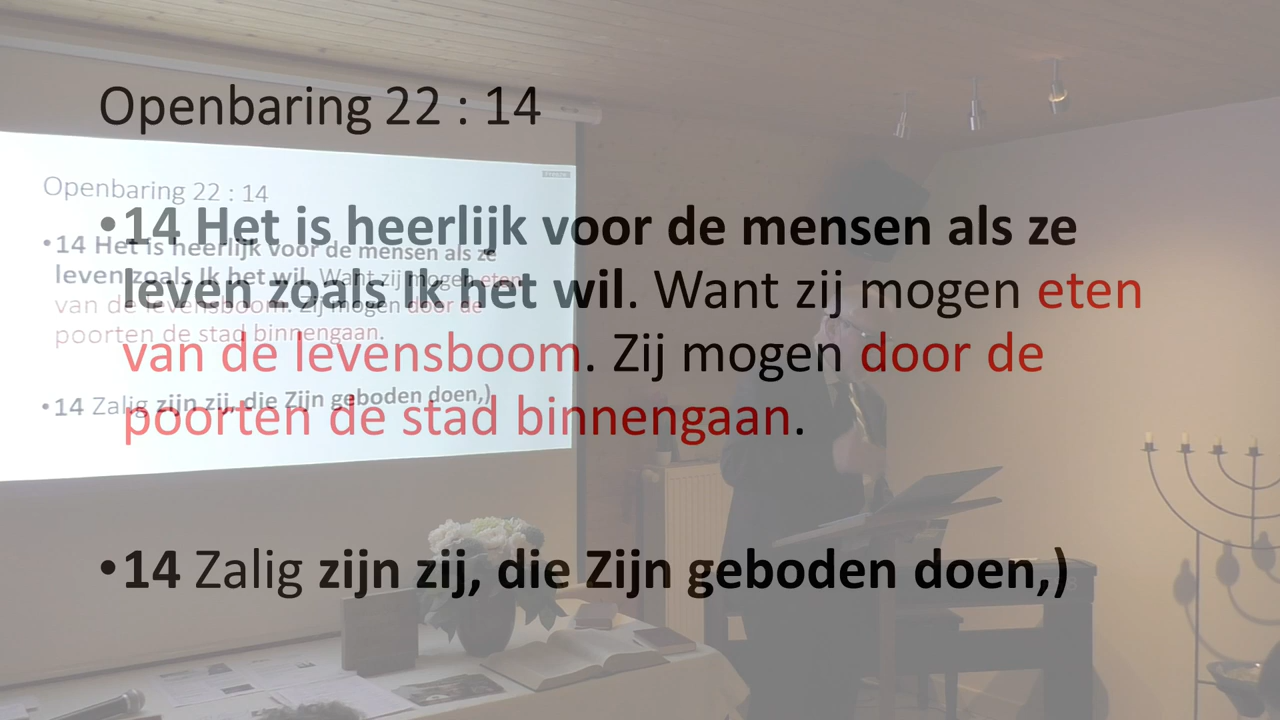 Openbaring 22 : 14
•14 Het is heerlijk voor de mensen als ze
leven zoals Ik het wil. Want zij mogen eten
van de levensboom. Zij mogen door de
poorten de stad binnengaan.
•14 Zalig zijn zij, die Zijn geboden doen,)
Openbaring 22 : 14
•14 Het is heerlijk voor de mensen als ze
leven zoals Ik het wil. Want zij mogen eten
van de levensboom. Zij mogen door de
poorten de stad binnengaan.
•14 Zalig zijn zij, die Zijn geboden doen,)